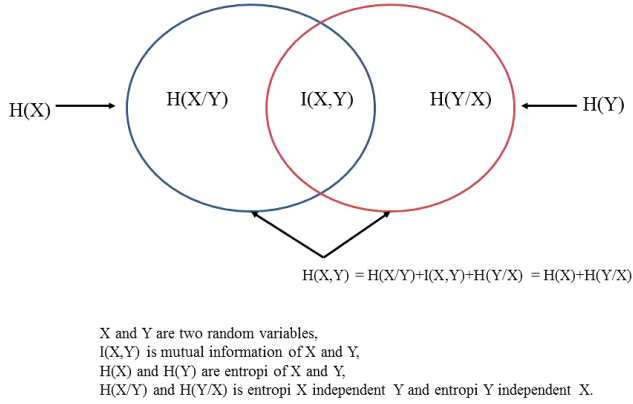 H(X/Y) I(X,Y) H(Y/X)
H(X) H(Y)
H(X,Y) = H(X/Y)+I(X,Y)+H(Y/X) = H(X)+H(Y/X)
X and Y are two random variables,
I(X,Y) is mutual information of X and Y,
H(X) and H(Y) are entropi of X and Y,
H(X/Y) and H(Y/X) is entropi X independent Y and entropi Y independent X.